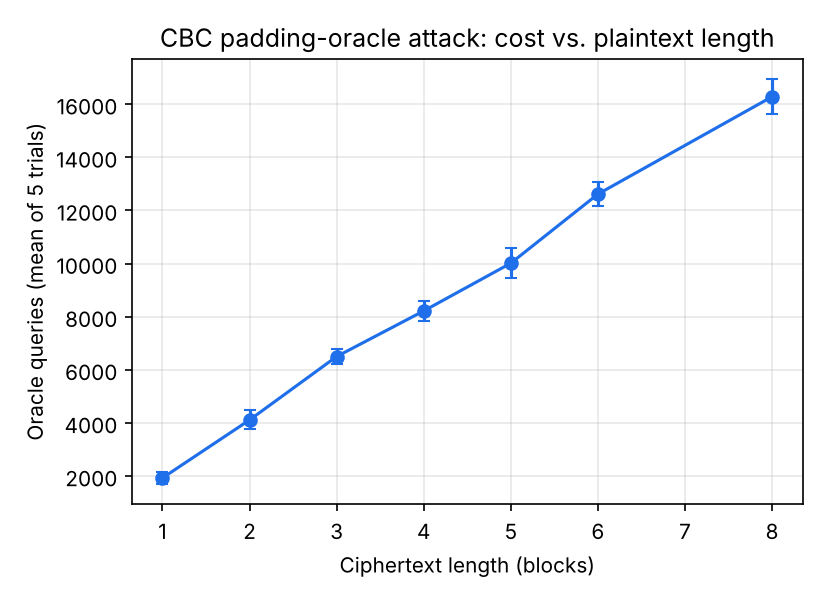 CBC padding-oracle attack: cost vs. plaintext length
Oracle queries (mean of 5 trials)
16000
14000
12000
10000
8000
6000
4000
2000
1 2 3 4 5 6 7 8
Ciphertext length (blocks)